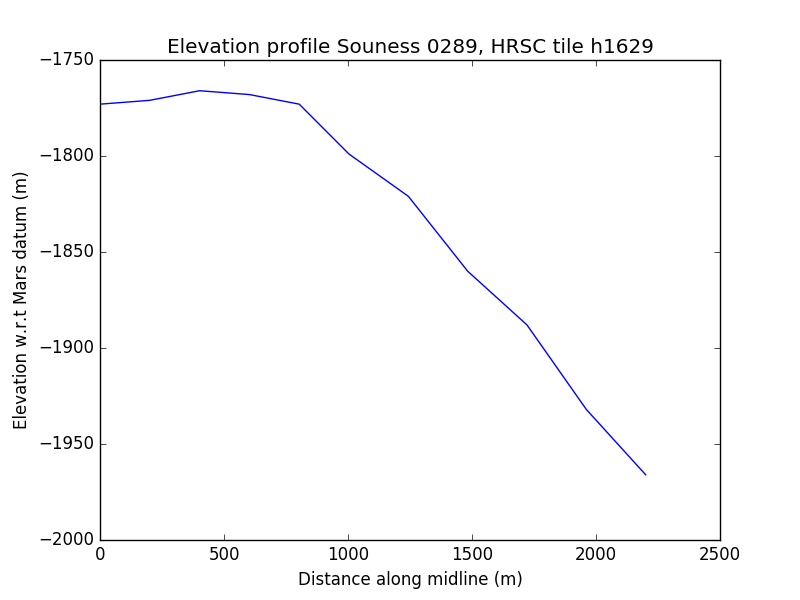 Elevation profile Souness 0289, HRSC tile h1629
−1750
−1800
−1850
−1900
−1950
−2000
Elevation w.r.t Mars datum (m)
0 500 1000 1500 2000 2500
Distance along midline (m)